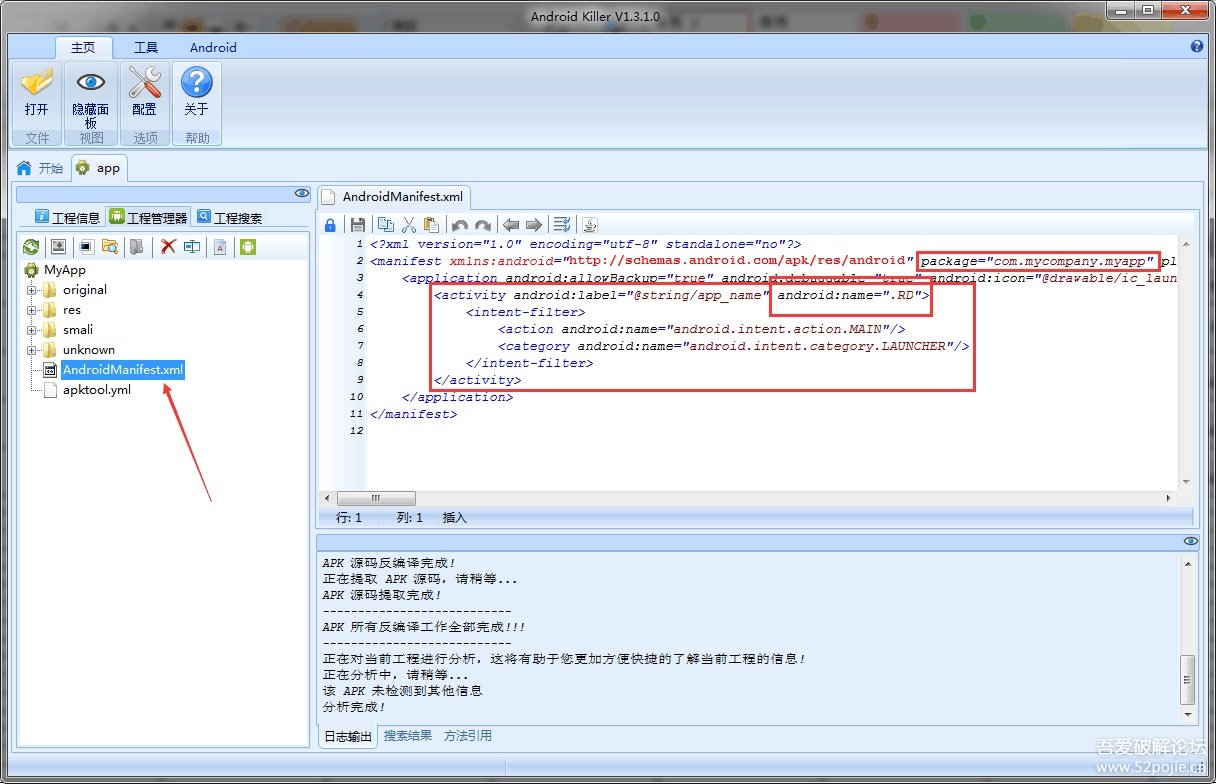 Android Killer V1.3.1.0
主页 工具 Android
打开 隐藏面板 配置 关于
文件 视图 选项 帮助
开始 app
工程信息 工程管理器 工程搜索
MyApp
original
res
smali
unknown
AndroidManifest.xml
apktool.yml
AndroidManifest.xml
1 <?xml version="1.0" encoding="utf-8" standalone="no"?>
2 <manifest xmlns:android="http://schemas.android.com/apk/res/android" package="com.mycompany.myapp" pl
3 <application android:allowBackup="true" android:debuggable="true" android:icon="@drawable/ic_laun
4 <activity android:label="@string/app_name" android:name=".RD">
5 <intent-filter>
6 <action android:name="android.intent.action.MAIN"/>
7 <category android:name="android.intent.category.LAUNCHER"/>
8 </intent-filter>
9 </activity>
10 </application>
11 </manifest>
12
行: 1 列: 1 插入
APK 源码反编译完成!
正在提取 APK 源码，请稍等...
APK 源码提取完成!
---------------------------
APK 所有反编译工作全部完成!!!
---------------------------
正在对当前工程进行分析，这将有助于您更加方便快捷的了解当前工程的信息!
正在分析中，请稍等...
该 APK 未检测到其他信息
分析完成!
日志输出 搜索结果 方法引用
吾爱破解论坛
www.52pojie.cn